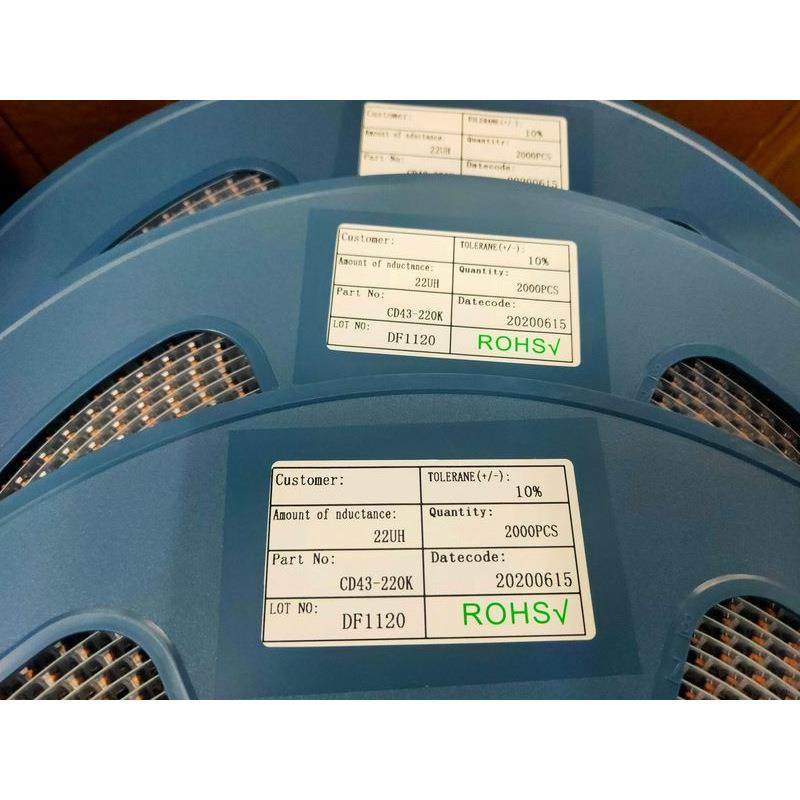 Customer: TOLERANE(+/-):
10%
Amount of nductance: Quantity:
22UH 2000PCS
Part No: Datecode:
Customer: TOLERANE(+/-):
10%
Amount of nductance: Quantity:
22UH 2000PCS
Part No: Datecode:
CD43-220K 20200615
LOT NO: ROHS√
DF1120
Customer: TOLERANE(+/-):
10%
Amount of nductance: Quantity:
22UH 2000PCS
Part No: Datecode:
CD43-220K 20200615
LOT NO: ROHS√
DF1120